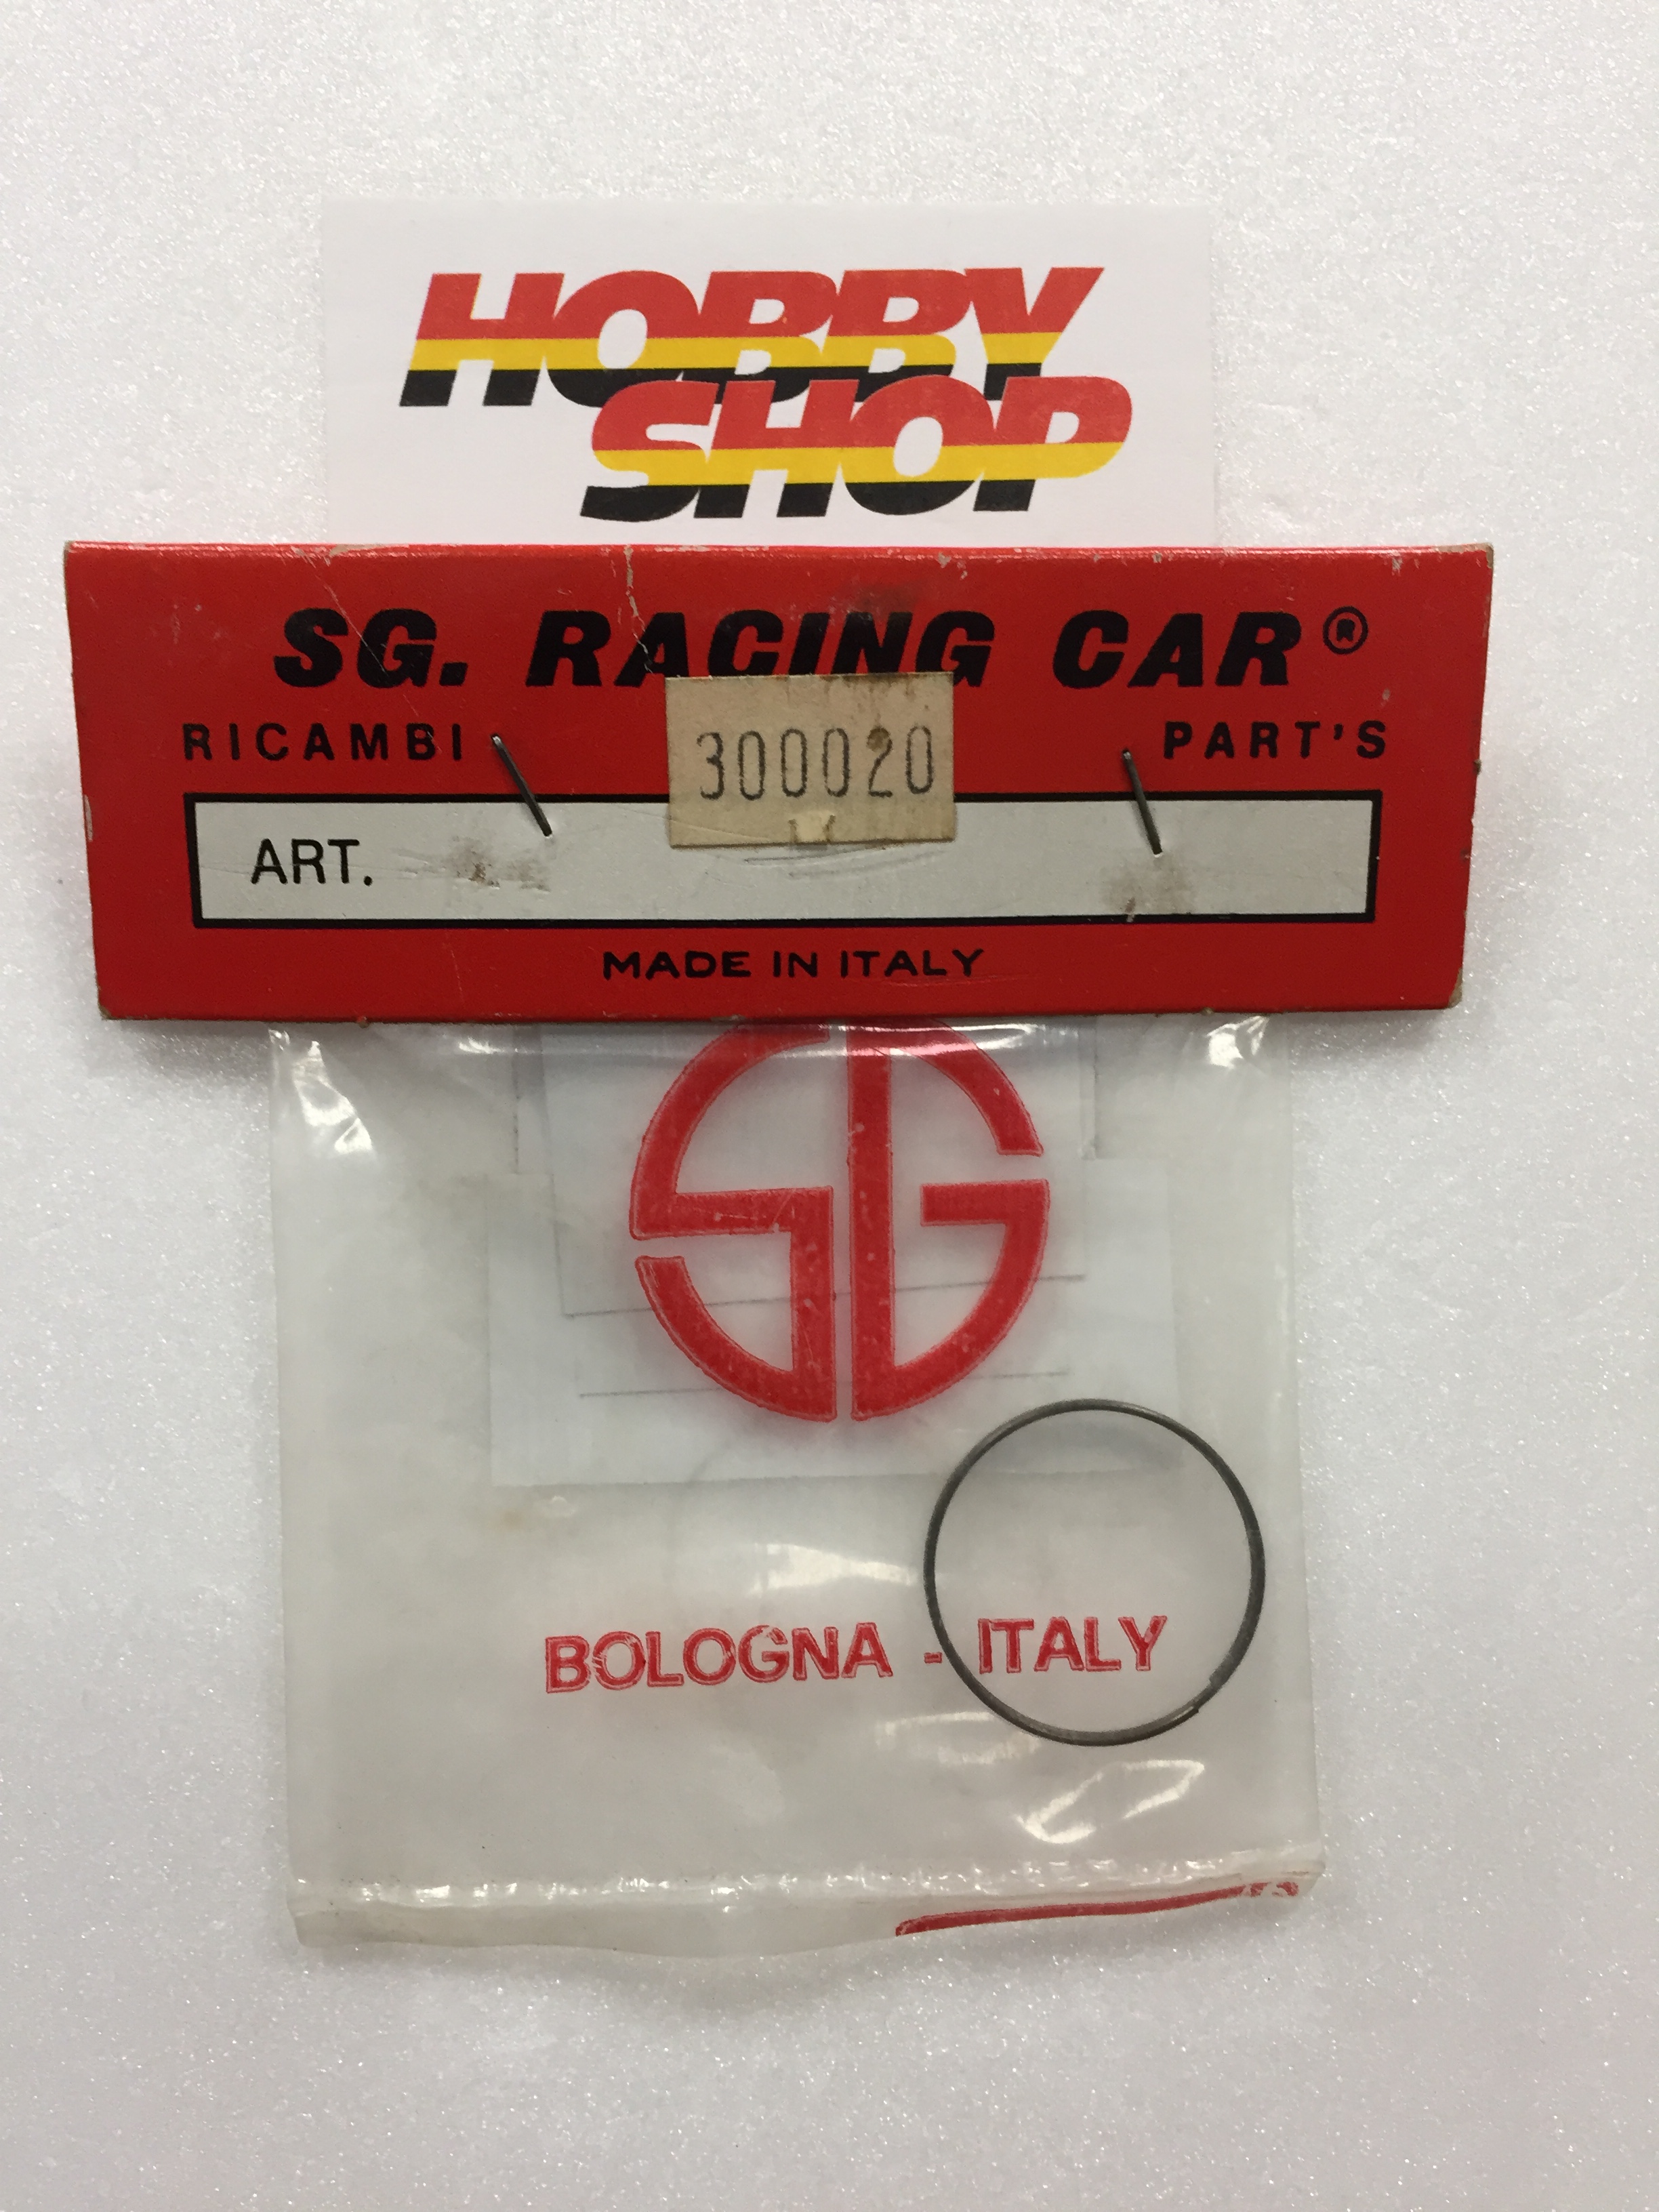 HOBBY
SHOP
SG. RACING CAR®
RICAMBI PART'S
300020
ART.
MADE IN ITALY
SG
BOLOGNA - ITALY